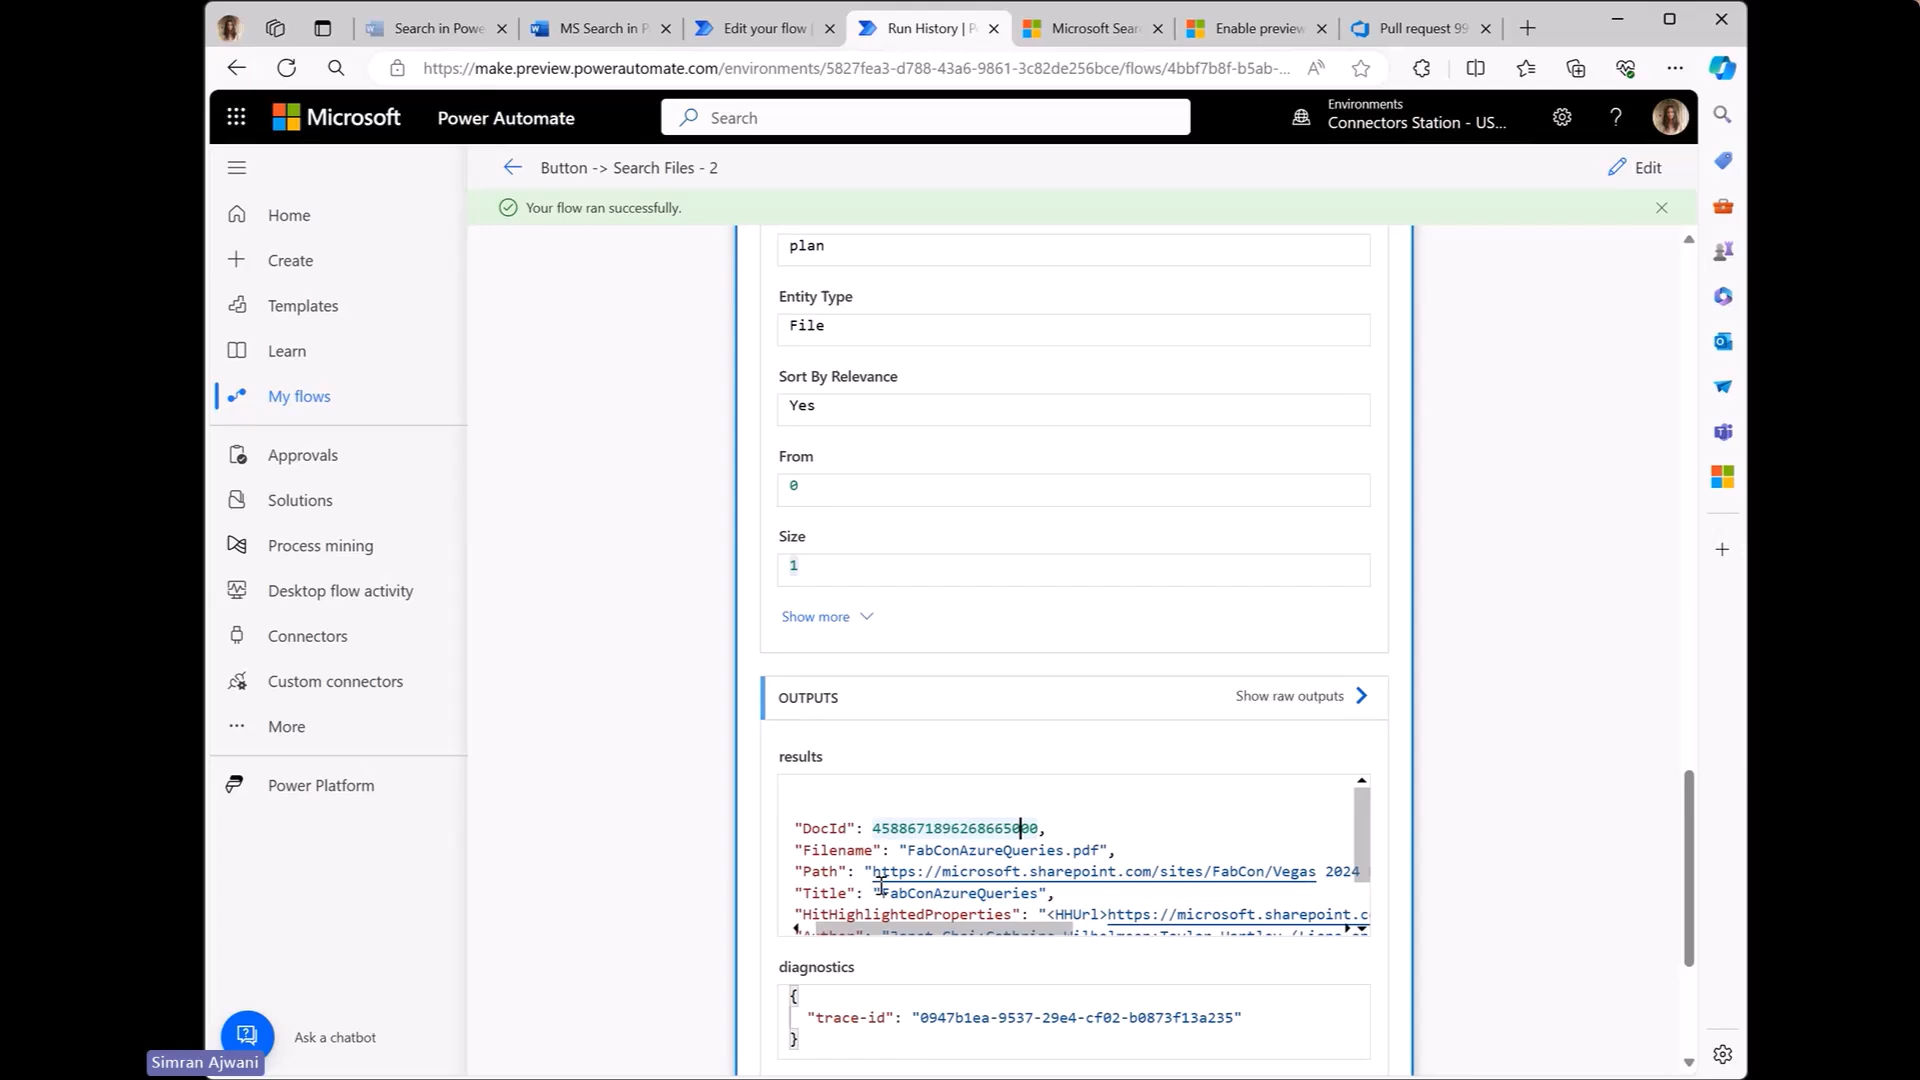 Search in Powe
MS Search in P
Edit your flow |
Run History | P
Microsoft Sear
Enable preview
Pull request 99
https://make.preview.powerautomate.com/environments/5827fea3-d788-43a6-9861-3c82de256bce/flows/4bbf7b8f-b5ab-...
Microsoft
Power Automate
Search
Environments
Connectors Station - US...
Button -> Search Files - 2
Edit
Your flow ran successfully.
Home
Create
Templates
Learn
My flows
Approvals
Solutions
Process mining
Desktop flow activity
Connectors
Custom connectors
More
Power Platform
Ask a chatbot
Simran Ajwani
plan
Entity Type
File
Sort By Relevance
Yes
From
0
Size
1
Show more
OUTPUTS
Show raw outputs
results
"DocId": 4588671896268665000,
"Filename": "FabConAzureQueries.pdf",
"Path": "https://microsoft.sharepoint.com/sites/FabCon/Vegas 2024
"Title": "FabConAzureQueries",
"HitHighlightedProperties": "<HHUrl>https://microsoft.sharepoint.c
diagnostics
{
"trace-id": "0947b1ea-9537-29e4-cf02-b0873f13a235"
}